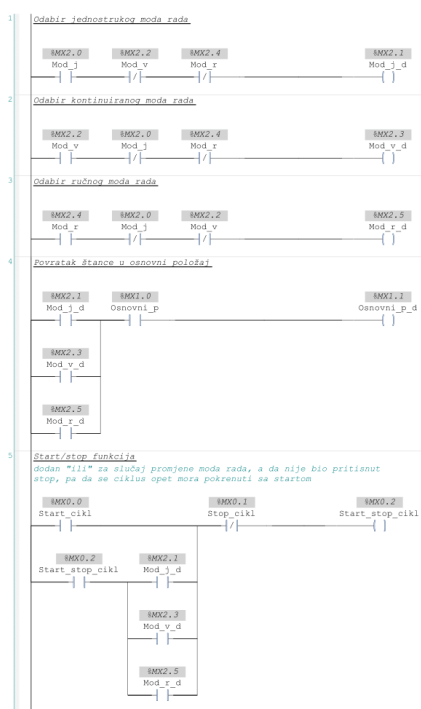 1
Odabir jednostrukog moda rada
%MX2.0 %MX2.2 %MX2.4 %MX2.1
Mod_j Mod_v Mod_r Mod_j_d
2
Odabir kontinuiranog moda rada
%MX2.2 %MX2.0 %MX2.4 %MX2.3
Mod_v Mod_j Mod_r Mod_v_d
3
Odabir ručnog moda rada
%MX2.4 %MX2.0 %MX2.2 %MX2.5
Mod_r Mod_j Mod_v Mod_r_d
4
Povratak štance u osnovni položaj
%MX2.1 %MX1.0 %MX1.1
Mod_j_d Osnovni_p Osnovni_p_d
%MX2.3
Mod_v_d
%MX2.5
Mod_r_d
5
Start/stop funkcija
dodan "ili" za slučaj promjene moda rada, a da nije bio pritisnut
stop, pa da se ciklus opet mora pokrenuti sa startom
%MX0.0 %MX0.1 %MX0.2
Start_cikl Stop_cikl Start_stop_cikl
%MX0.2 %MX2.1
Start_stop_cikl Mod_j_d
%MX2.3
Mod_v_d
%MX2.5
Mod_r_d